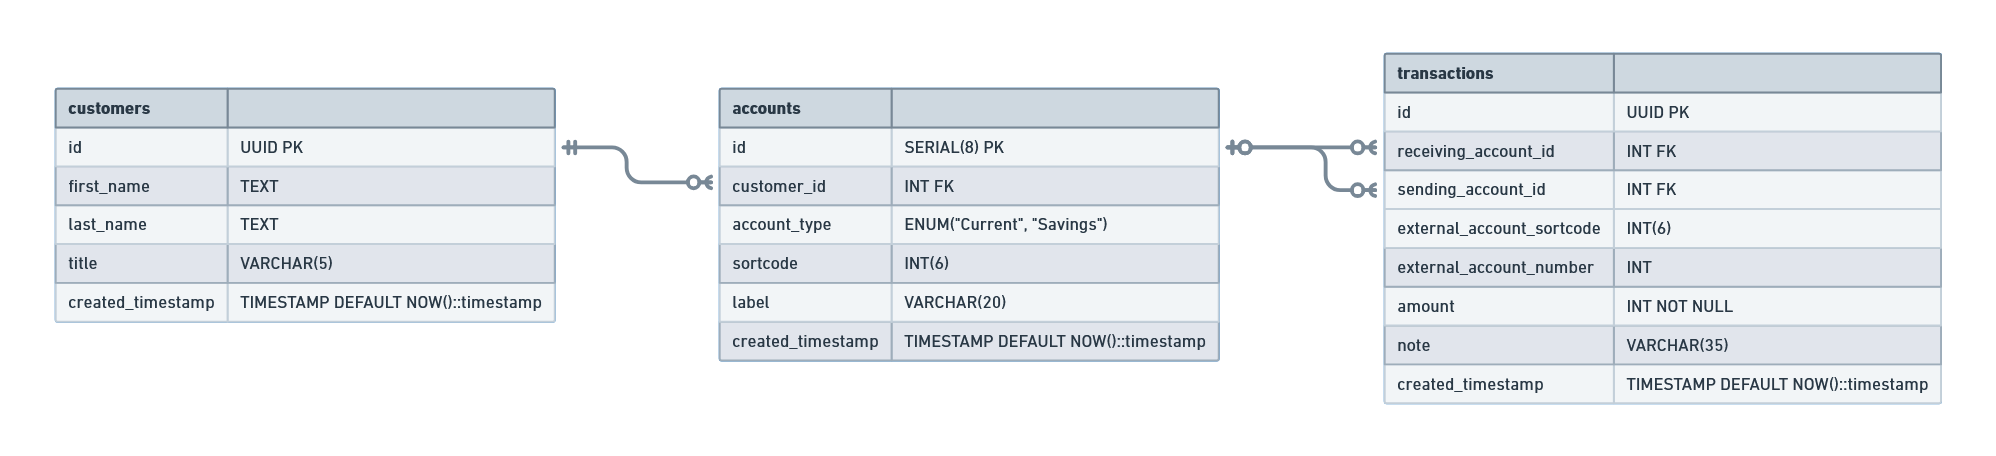 customers
id UUID PK
first_name TEXT
last_name TEXT
title VARCHAR(5)
created_timestamp TIMESTAMP DEFAULT NOW()::timestamp
accounts
id SERIAL(8) PK
customer_id INT FK
account_type ENUM("Current", "Savings")
sortcode INT(6)
label VARCHAR(20)
created_timestamp TIMESTAMP DEFAULT NOW()::timestamp
transactions
id UUID PK
receiving_account_id INT FK
sending_account_id INT FK
external_account_sortcode INT(6)
external_account_number INT
amount INT NOT NULL
note VARCHAR(35)
created_timestamp TIMESTAMP DEFAULT NOW()::timestamp